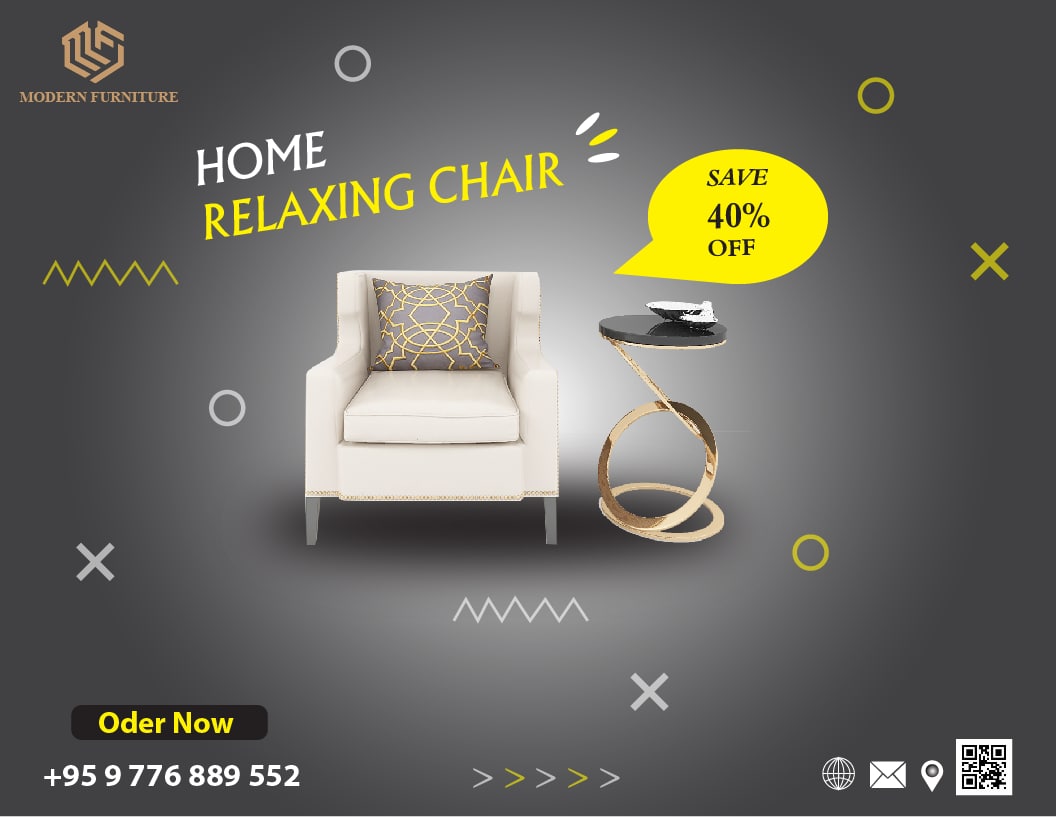 MODERN FURNITURE
HOME
RELAXING CHAIR
SAVE
40%
OFF
Oder Now
+95 9 776 889 552